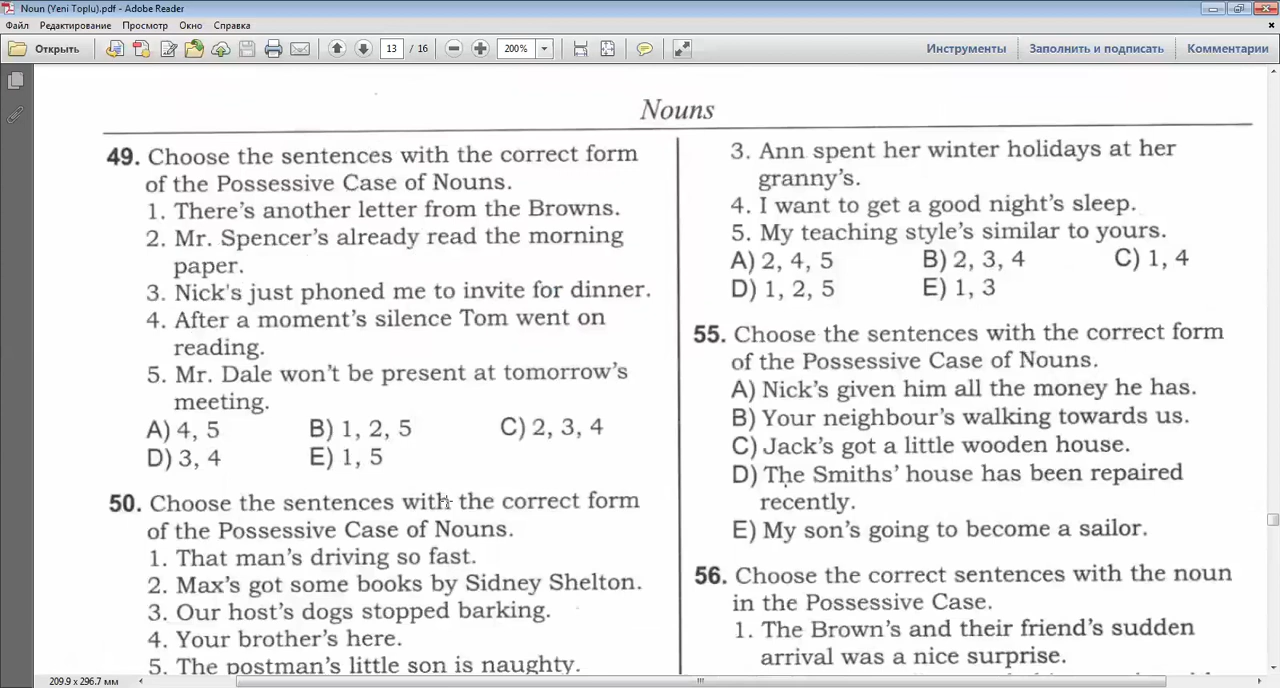 Noun (Yeni Toplu).pdf - Adobe Reader
Файл Редактирование Просмотр Окно Справка
Открыть 13 / 16 200% Инструменты Заполнить и подписать Комментарии
Nouns
49. Choose the sentences with the correct form
of the Possessive Case of Nouns.
1. There's another letter from the Browns.
2. Mr. Spencer's already read the morning
paper.
3. Nick's just phoned me to invite for dinner.
4. After a moment's silence Tom went on
reading.
5. Mr. Dale won't be present at tomorrow's
meeting.
A) 4, 5 B) 1, 2, 5 C) 2, 3, 4
D) 3, 4 E) 1, 5
50. Choose the sentences with the correct form
of the Possessive Case of Nouns.
1. That man's driving so fast.
2. Max's got some books by Sidney Shelton.
3. Our host's dogs stopped barking.
4. Your brother's here.
5. The postman's little son is naughty.
3. Ann spent her winter holidays at her
granny's.
4. I want to get a good night's sleep.
5. My teaching style's similar to yours.
A) 2, 4, 5 B) 2, 3, 4 C) 1, 4
D) 1, 2, 5 E) 1, 3
55. Choose the sentences with the correct form
of the Possessive Case of Nouns.
A) Nick's given him all the money he has.
B) Your neighbour's walking towards us.
C) Jack's got a little wooden house.
D) The Smiths' house has been repaired
recently.
E) My son's going to become a sailor.
56. Choose the correct sentences with the noun
in the Possessive Case.
1. The Brown's and their friend's sudden
arrival was a nice surprise.
209.9 x 296.7 мм